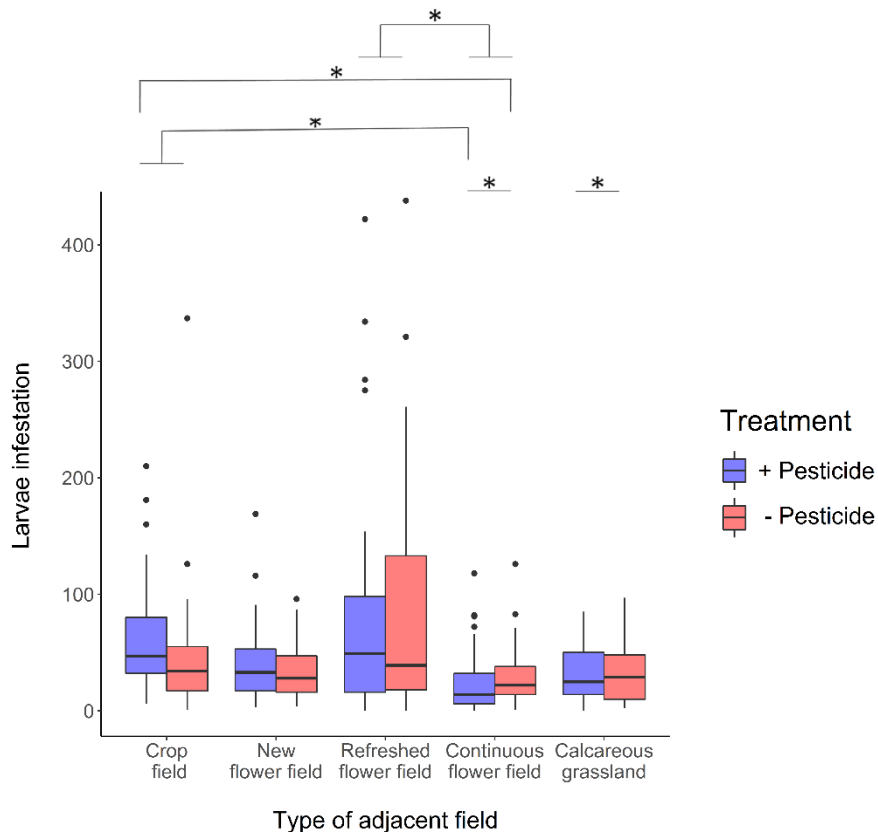 *
*
*
*
*
400
300
200
100
0
Larvae infestation
Crop
field
New
flower field
Refreshed
flower field
Continuous
flower field
Calcareous
grassland
Type of adjacent field
Treatment
+ Pesticide
- Pesticide